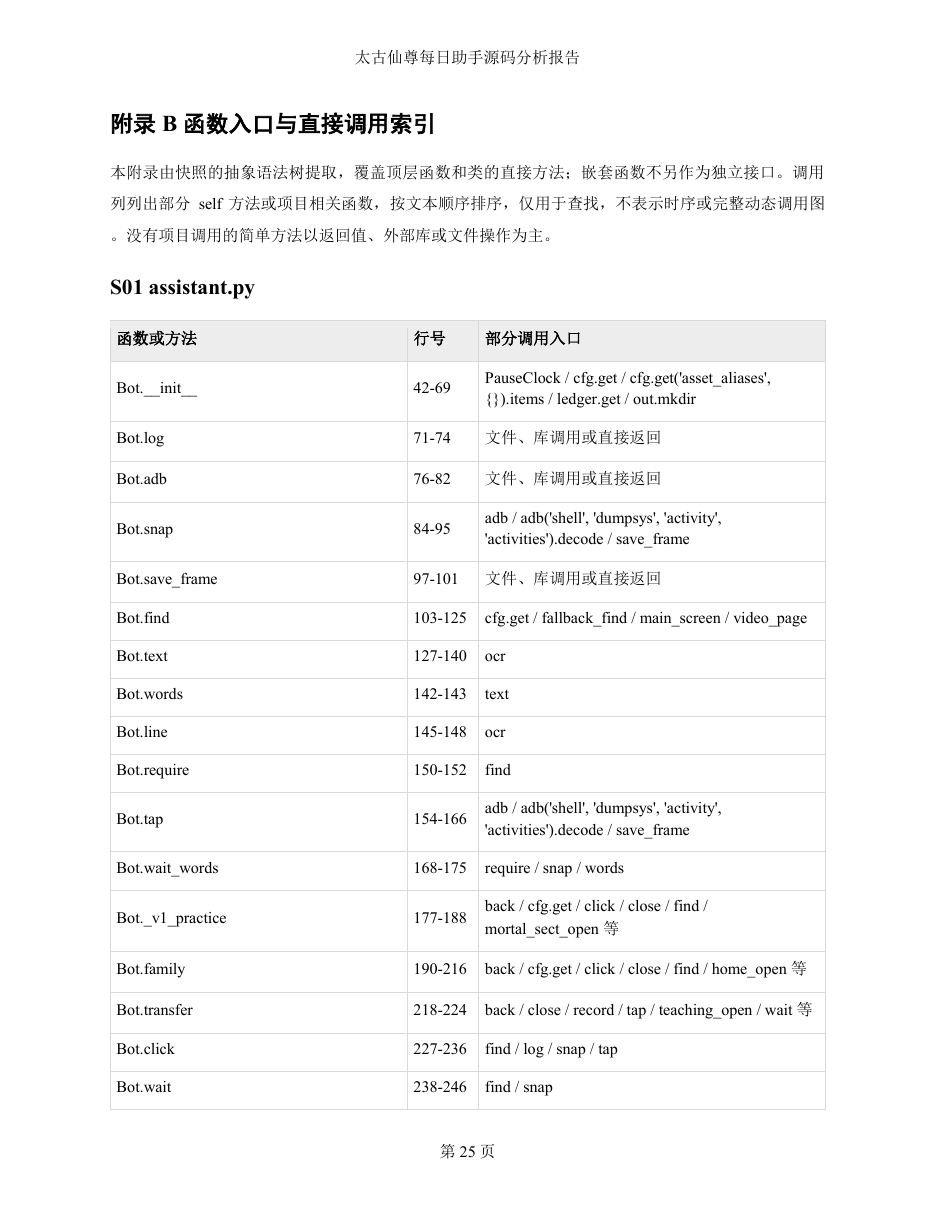 太古仙尊每日助手源码分析报告
附录 B 函数入口与直接调用索引
本附录由快照的抽象语法树提取，覆盖顶层函数和类的直接方法；嵌套函数不另作为独立接口。调用
列列出部分 self 方法或项目相关函数，按文本顺序排序，仅用于查找，不表示时序或完整动态调用图
。没有项目调用的简单方法以返回值、外部库或文件操作为主。
S01 assistant.py
函数或方法 行号 部分调用入口
Bot.__init__ 42-69 PauseClock / cfg.get / cfg.get('asset_aliases',
{}).items / ledger.get / out.mkdir
Bot.log 71-74 文件、库调用或直接返回
Bot.adb 76-82 文件、库调用或直接返回
Bot.snap 84-95 adb / adb('shell', 'dumpsys', 'activity',
'activities').decode / save_frame
Bot.save_frame 97-101 文件、库调用或直接返回
Bot.find 103-125 cfg.get / fallback_find / main_screen / video_page
Bot.text 127-140 ocr
Bot.words 142-143 text
Bot.line 145-148 ocr
Bot.require 150-152 find
Bot.tap 154-166 adb / adb('shell', 'dumpsys', 'activity',
'activities').decode / save_frame
Bot.wait_words 168-175 require / snap / words
Bot._v1_practice 177-188 back / cfg.get / click / close / find /
mortal_sect_open 等
Bot.family 190-216 back / cfg.get / click / close / find / home_open 等
Bot.transfer 218-224 back / close / record / tap / teaching_open / wait 等
Bot.click 227-236 find / log / snap / tap
Bot.wait 238-246 find / snap
第 25 页